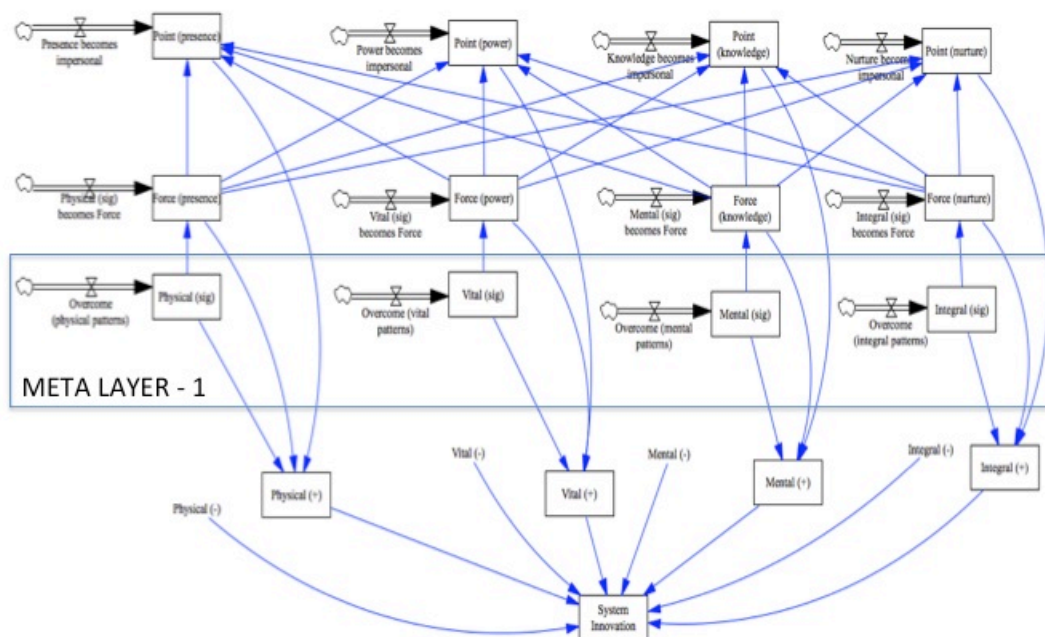 Point (presence)
Presence becomes
impersonal
Point (power)
Power becomes
impersonal
Point
(knowledge)
Knowledge becomes
impersonal
Point (nurture)
Nurture become
impersonal
Force (presence)
Physical (sig)
becomes Force
Force (power)
Vital (sig)
becomes Force
Force
(knowledge)
Mental (sig)
becomes Force
Force (nurture)
Integral (sig)
becomes Force
Physical (sig)
Overcome
(physical patterns)
Vital (sig)
Overcome (vital
patterns)
Mental (sig)
Overcome (mental
patterns)
Integral (sig)
Overcome
(integral patterns)
META LAYER - 1
Vital (-)
Mental (-)
Integral (-)
Physical (+)
Vital (+)
Mental (+)
Integral (+)
Physical (-)
System
Innovation